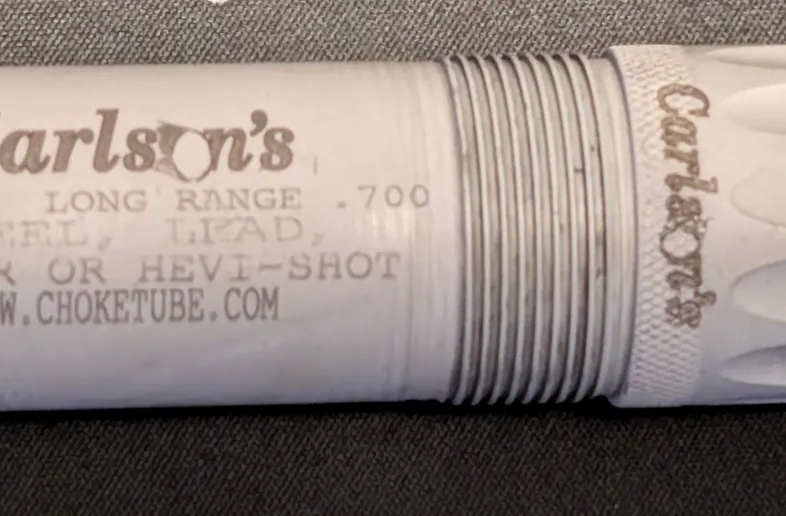 arlson's
LONG RANGE .700
EEL, LEAD,
R OR HEVI-SHOT
W.CHOKETUBE.COM
Carlson's